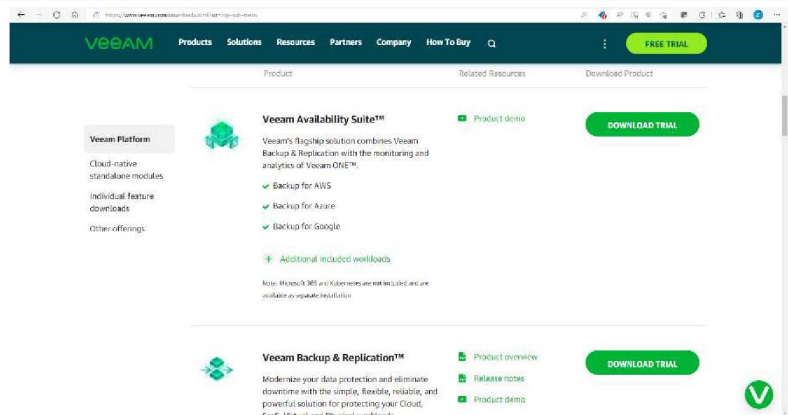 VeeAM Products Solutions Resources Partners Company How To Buy FREE TRIAL
Product Related Resources Download Product
Veeam Platform
Cloud-native
standalone modules
Individual feature
downloads
Other offerings
Veeam Availability Suite™
Veeam's flagship solution combines Veeam
Backup & Replication with the monitoring and
analytics of Veeam ONE™.
Backup for AWS
Backup for Azure
Backup for Google
Additional included workloads
Note: Microsoft 365 and Kubernetes are not included and are
available as separate installation
Product demo
DOWNLOAD TRIAL
Veeam Backup & Replication™
Modernize your data protection and eliminate
downtime with the simple, flexible, reliable, and
powerful solution for protecting your Cloud,
SaaS, Virtual and Physical workloads
Product overview
Release notes
Product demo
DOWNLOAD TRIAL